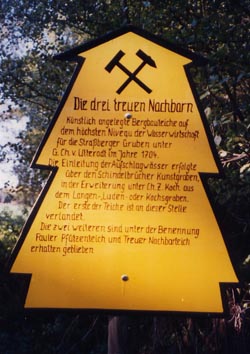 Die drei treuen Nachbarn
Künstlich angelegte Bergbauteiche auf
dem höchsten Niveau der Wasserwirtschaft
für die Straßberger Gruben unter
G. Ch. v. Utterodt im Jahre 1704.
Die Einleitung der Aufschlagwässer erfolgte
über den Schindelbrücher Kunstgraben,
in der Erweiterung unter Ch. Z. Koch aus
dem Langen-, Luden- oder Kochsgraben.
Der erste der Teiche ist an dieser Stelle
verlandet.
Die zwei weiteren sind unter der Benennung
Fauler Pfützenteich und Treuer Nachbarteich
erhalten geblieben